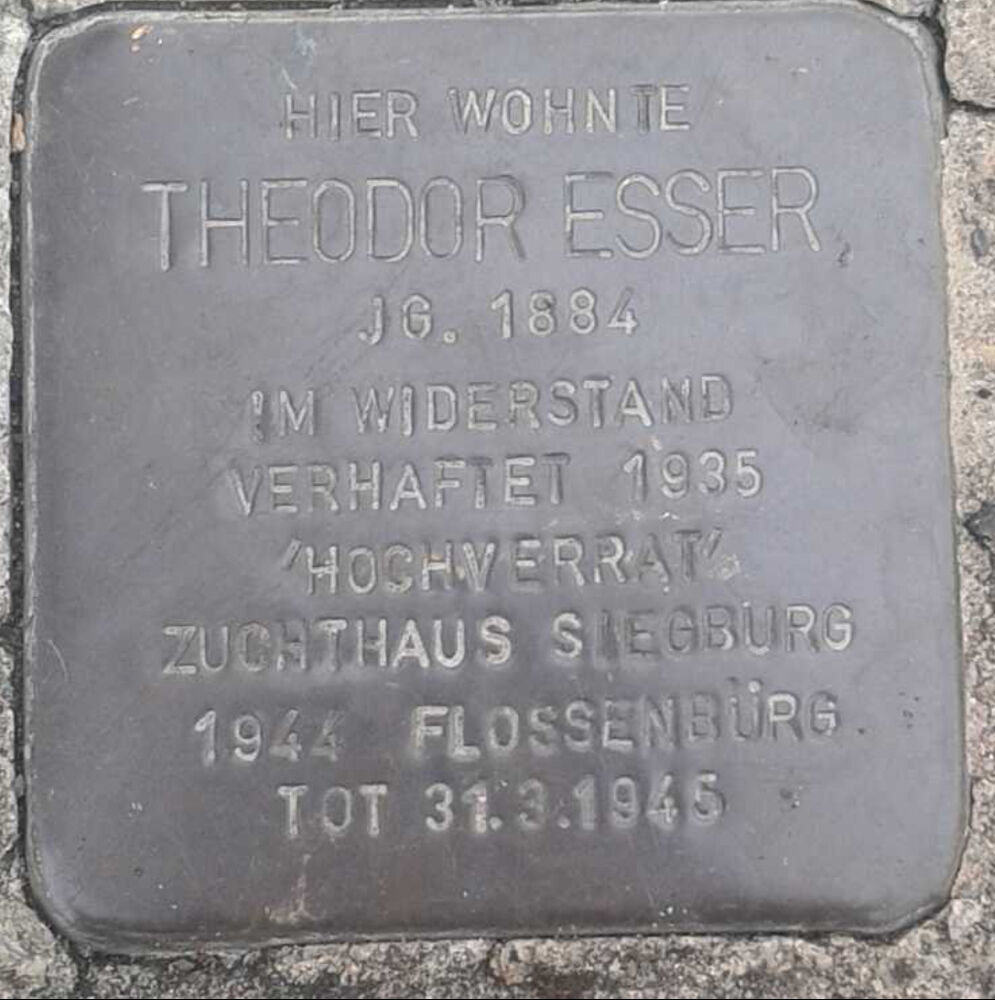 HIER WOHNTE
THEODOR ESSER
JG. 1884
IM WIDERSTAND
VERHAFTET 1935
'HOCHVERRAT'
ZUCHTHAUS SIEGBURG
1944 FLOSSENBÜRG
TOT 31.3.1945